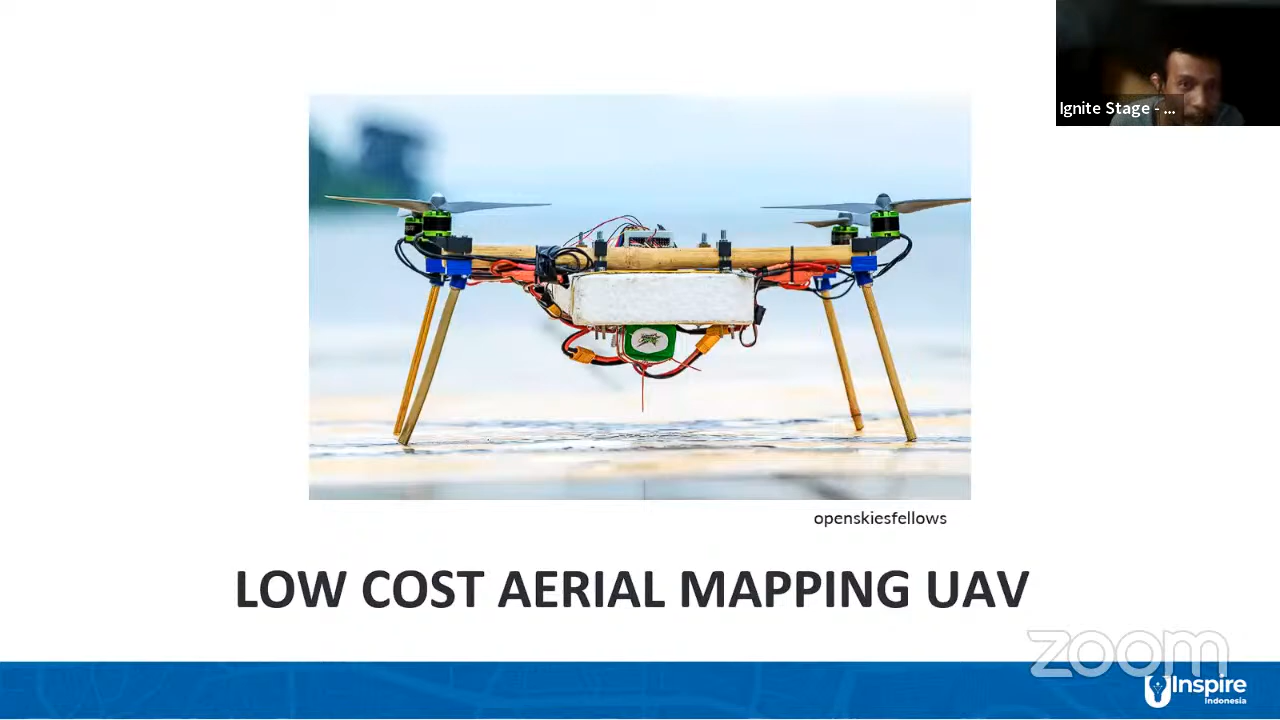 Ignite Stage - ...
openskiesfellows
LOW COST AERIAL MAPPING UAV
zoom
Inspire
Indonesia